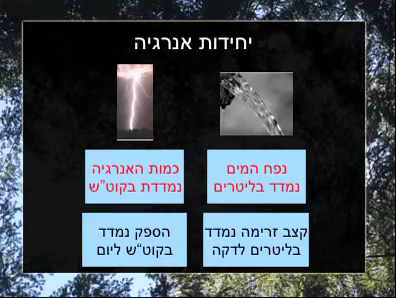 יחידות אנרגיה
נפח המים
נמדד בליטרים
כמות האנרגיה
נמדדת בקוט"ש
קצב זרימה נמדד
בליטרים לדקה
הספק נמדד
בקוט"ש ליום